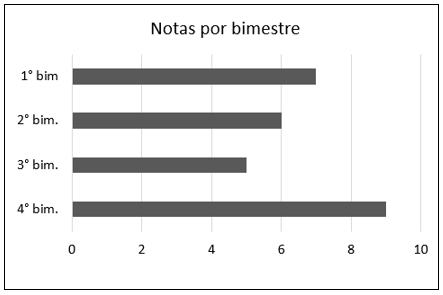 Notas por bimestre
1° bim
2° bim.
3° bim.
4° bim.
0 2 4 6 8 10